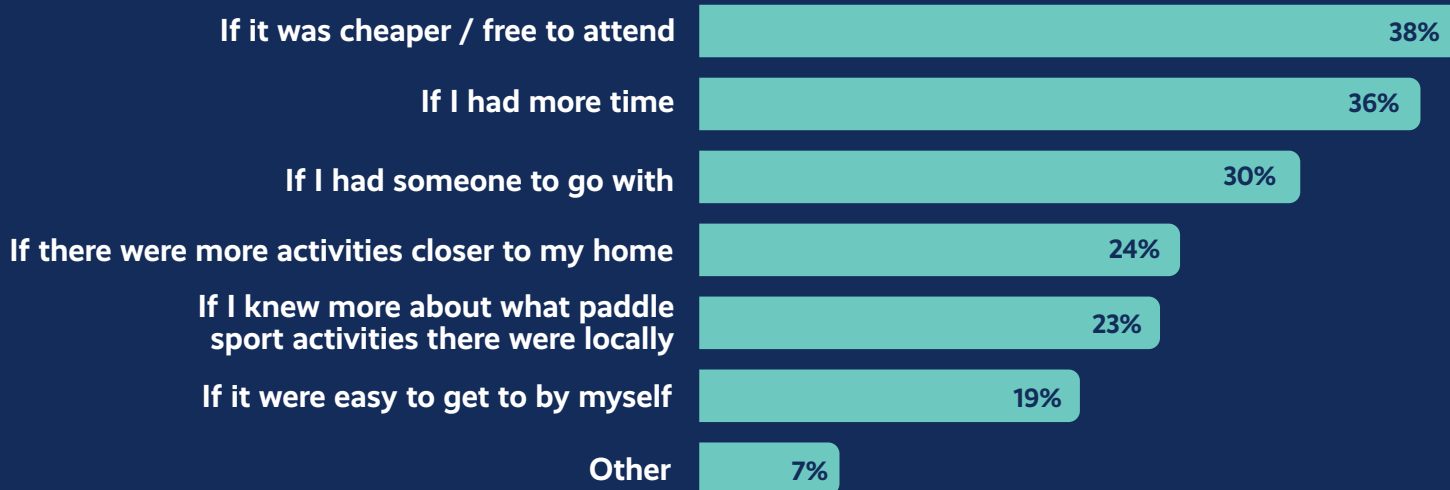 If it was cheaper / free to attend 38%
If I had more time 36%
If I had someone to go with 30%
If there were more activities closer to my home 24%
If I knew more about what paddle
sport activities there were locally 23%
If it were easy to get to by myself 19%
Other 7%